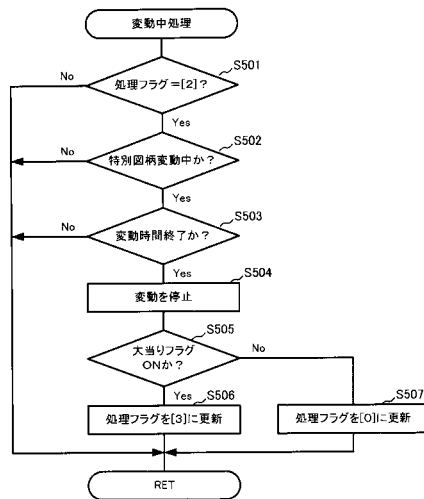 変動中処理
S501
No
処理フラグ=[2]?
Yes
S502
No
特別図柄変動中か?
Yes
S503
No
変動時間終了か?
Yes
S504
変動を停止
S505
大当りフラグ
ONか?
No
Yes
S506
処理フラグを[3]に更新
S507
処理フラグを[0]に更新
RET